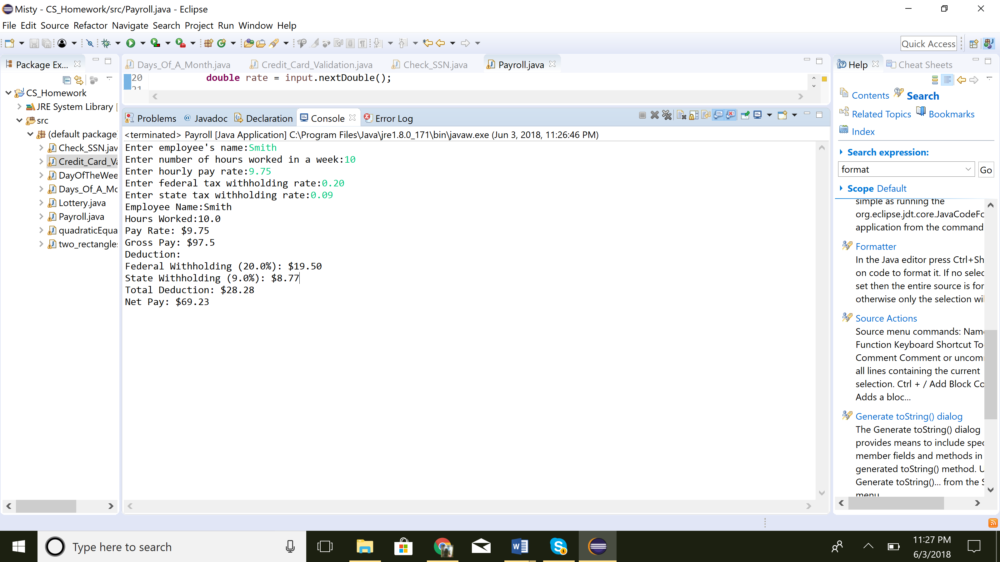 Misty - CS_Homework/src/Payroll.java - Eclipse
File Edit Source Refactor Navigate Search Project Run Window Help
Quick Access
Package Ex...
Days_Of_A_Month.java
Credit_Card_Validation.java
Check_SSN.java
Payroll.java
Help
Cheat Sheets
CS_Homework
JRE System Library [
src
(default package)
Check_SSN.jav
Credit_Card_Va
DayOfTheWee
Days_Of_A_Mo
Lottery.java
Payroll.java
quadraticEqua
two_rectangles
20 double rate = input.nextDouble();
21
Problems @ Javadoc Declaration Console Error Log
<terminated> Payroll [Java Application] C:\Program Files\Java\jre1.8.0_171\bin\javaw.exe (Jun 3, 2018, 11:26:46 PM)
Enter employee's name:Smith
Enter number of hours worked in a week:10
Enter hourly pay rate:9.75
Enter federal tax withholding rate:0.20
Enter state tax withholding rate:0.09
Employee Name:Smith
Hours Worked:10.0
Pay Rate: $9.75
Gross Pay: $97.5
Deduction:
Federal Withholding (20.0%): $19.50
State Withholding (9.0%): $8.77
Total Deduction: $28.28
Net Pay: $69.23
Contents Search
Related Topics Bookmarks
Index
Search expression:
format
Go
Scope Default
simple as running the
org.eclipse.jdt.core.JavaCodeFo
application from the command
Formatter
In the Java editor press Ctrl+Sh
on code to format it. If no selec
set then the entire source is for
otherwise only the selection wil
Source Actions
Source menu commands: Nam
Function Keyboard Shortcut To
Comment Comment or uncom
all lines containing the current
selection. Ctrl + / Add Block Co
Adds a bloc...
Generate toString() dialog
The Generate toString() dialog
provides means to include spec
member fields and methods in
generated toString() method. U
Generate toString()... from the S
menu
Type here to search
11:27 PM
6/3/2018